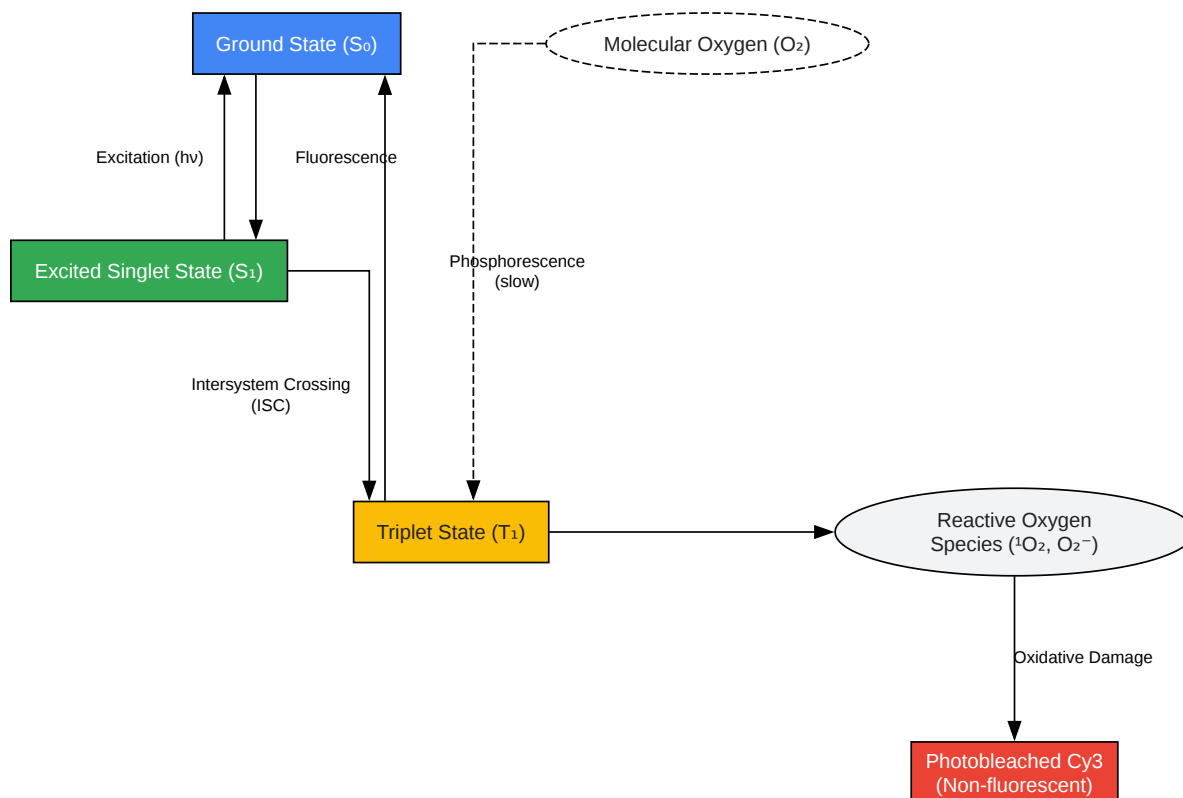 Ground State (S₀)
Molecular Oxygen (O₂)
Excitation (hν)
Fluorescence
Excited Singlet State (S₁)
Phosphorescence
(slow)
Intersystem Crossing
(ISC)
Triplet State (T₁)
Reactive Oxygen
Species (¹O₂, O₂⁻)
Oxidative Damage
Photobleached Cy3
(Non-fluorescent)